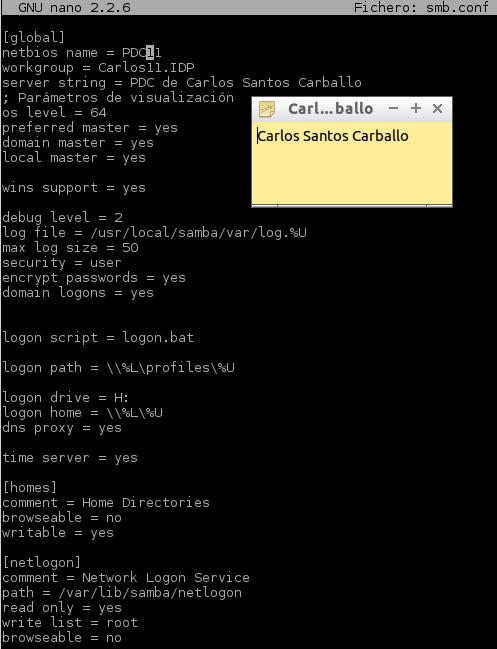 GNU nano 2.2.6 Fichero: smb.conf
[global]
netbios name = PDC11
workgroup = Carlos11.IDP
server string = PDC de Carlos Santos Carballo
; Parámetros de visualización
os level = 64
preferred master = yes
domain master = yes
local master = yes
wins support = yes
debug level = 2
log file = /usr/local/samba/var/log.%U
max log size = 50
security = user
encrypt passwords = yes
domain logons = yes
logon script = logon.bat
logon path = \\%L\profiles\%U
logon drive = H:
logon home = \\%L\%U
dns proxy = yes
time server = yes
[homes]
comment = Home Directories
browseable = no
writable = yes
[netlogon]
comment = Network Logon Service
path = /var/lib/samba/netlogon
read only = yes
write list = root
browseable = no
Carl...ballo
Carlos Santos Carballo